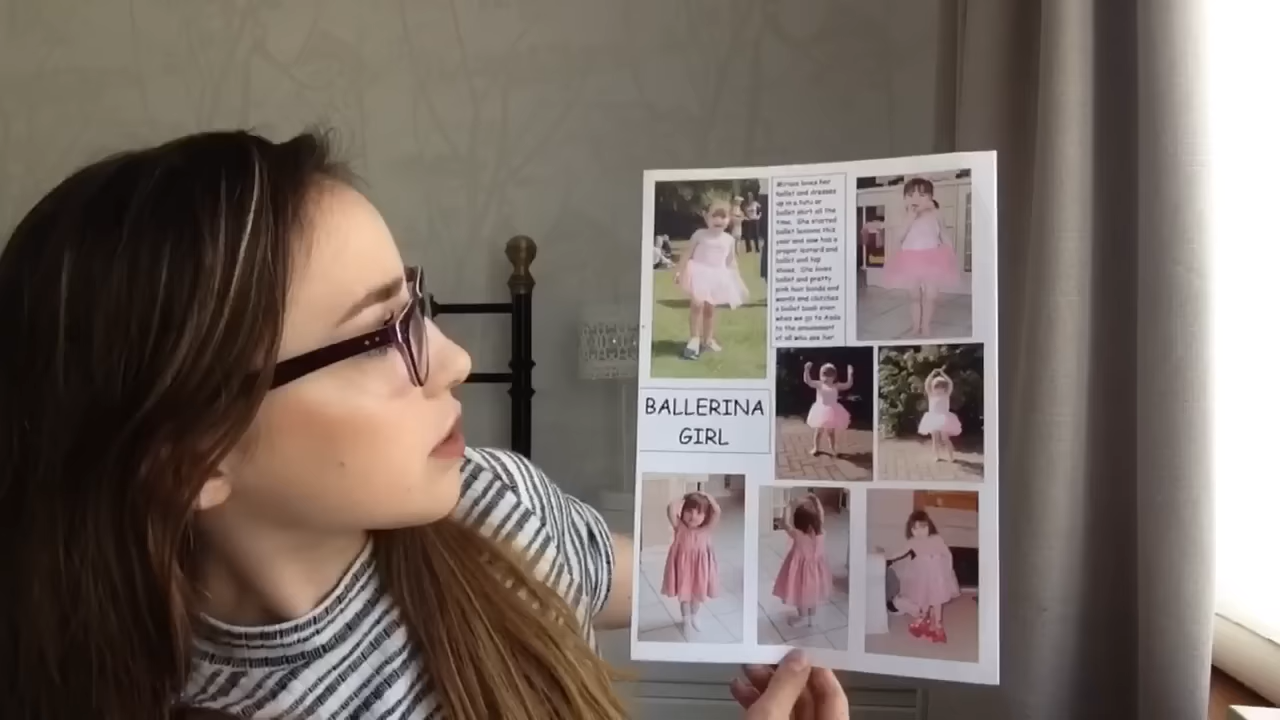 loves her
ballet and dresses
up in a tutu or
ballet skirt all the
time. She started
ballet lessons this
year and now has a
proper leotard and
ballet and tap
shoes. She loves
ballet and pretty
pink hair bands and
and clutches
a ballet book even
when we go to Asda
to the amusement
of all who see her
BALLERINA
GIRL